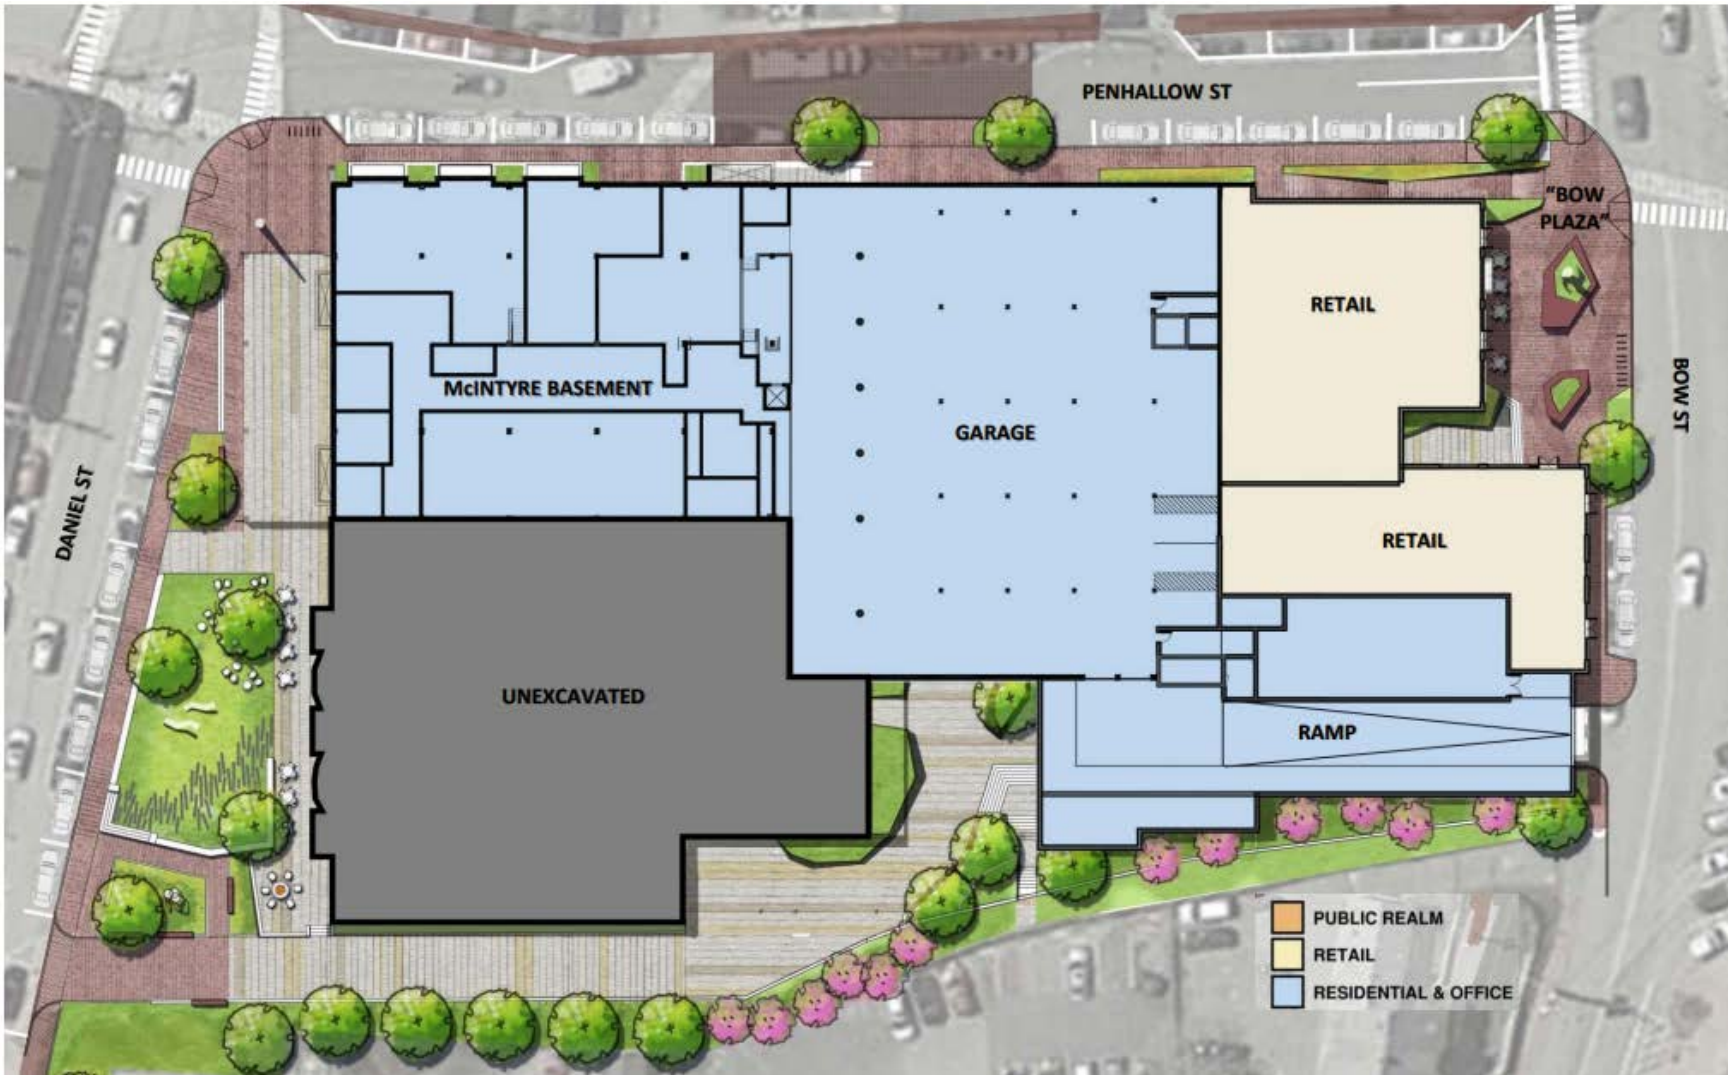 PENHALLOW ST
"BOW
PLAZA"
RETAIL
McINTYRE BASEMENT
GARAGE
BOW ST
DANIEL ST
RETAIL
UNEXCAVATED
RAMP
PUBLIC REALM
RETAIL
RESIDENTIAL & OFFICE